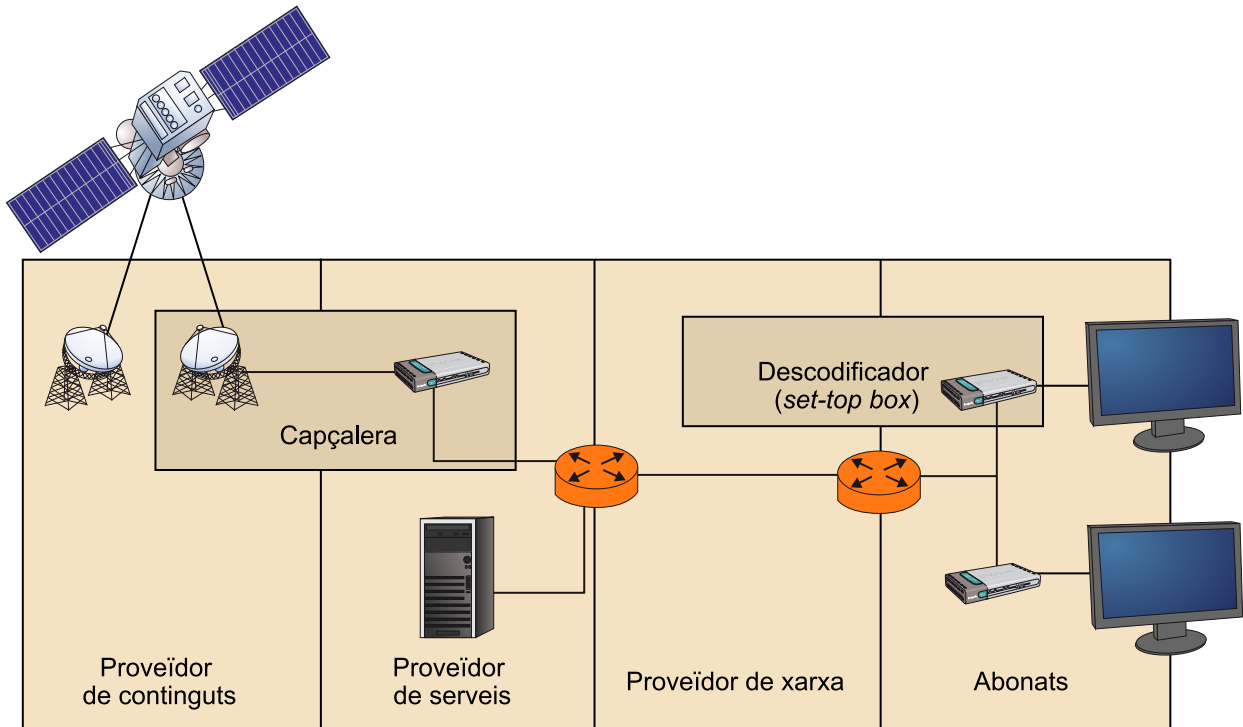 Capçalera
Descodificador
(set-top box)
Proveïdor
de continguts
Proveïdor
de serveis
Proveïdor de xarxa
Abonats